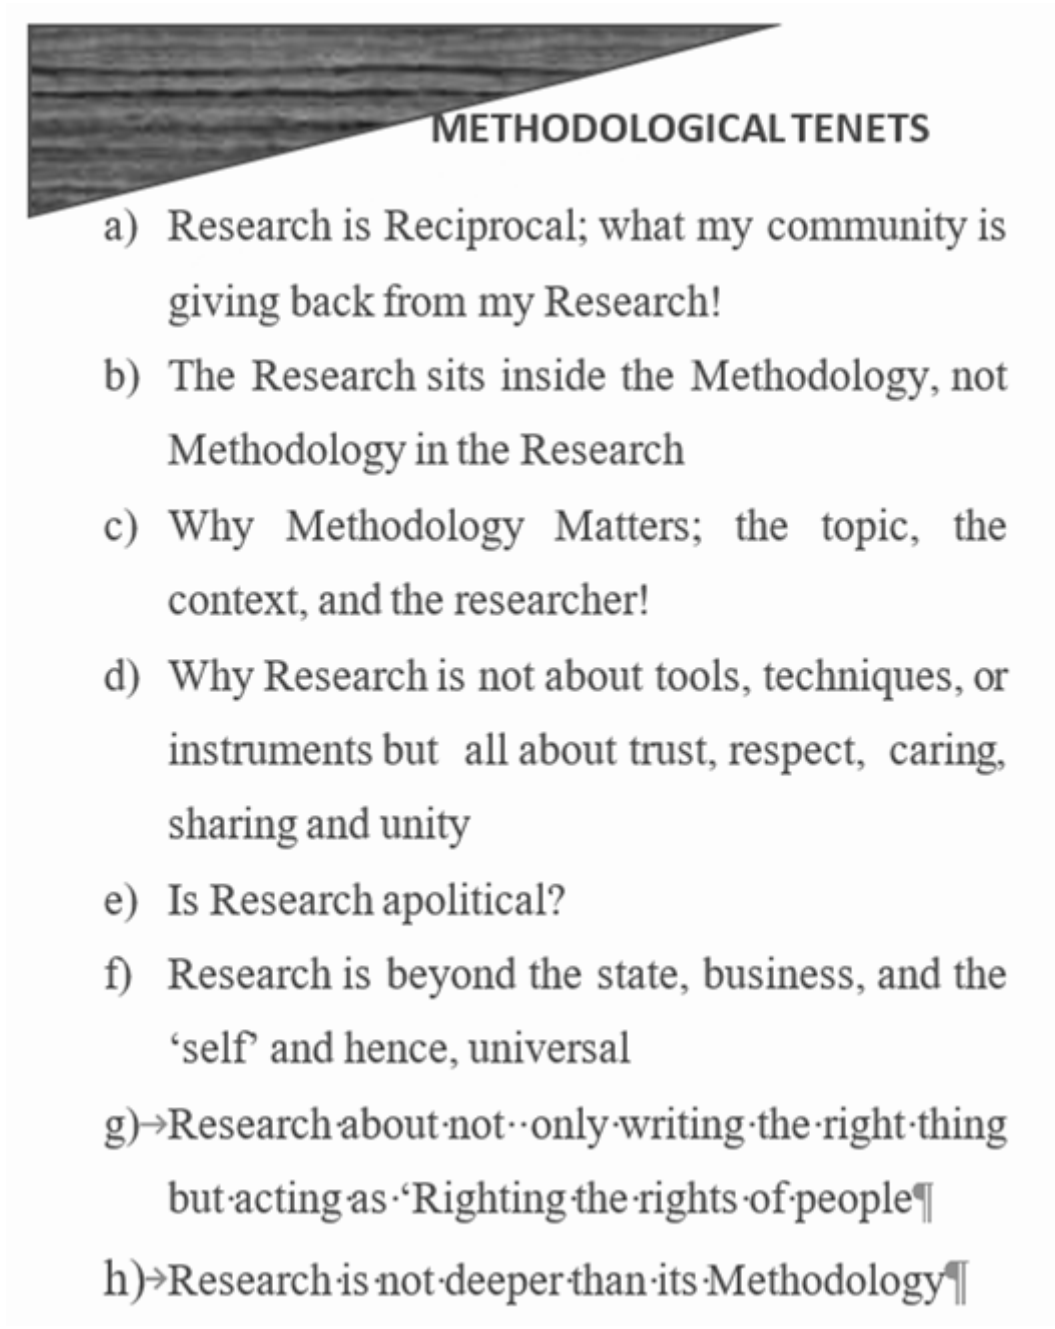 METHODOLOGICAL TENETS
a) Research is Reciprocal; what my community is
giving back from my Research!
b) The Research sits inside the Methodology, not
Methodology in the Research
c) Why Methodology Matters; the topic, the
context, and the researcher!
d) Why Research is not about tools, techniques, or
instruments but all about trust, respect, caring,
sharing and unity
e) Is Research apolitical?
f) Research is beyond the state, business, and the
‘self’ and hence, universal
g)→Research·about·not··only·writing·the·right·thing
but·acting·as·‘Righting·the·rights·of·people¶
h)→Research·is·not·deeper·than·its·Methodology¶